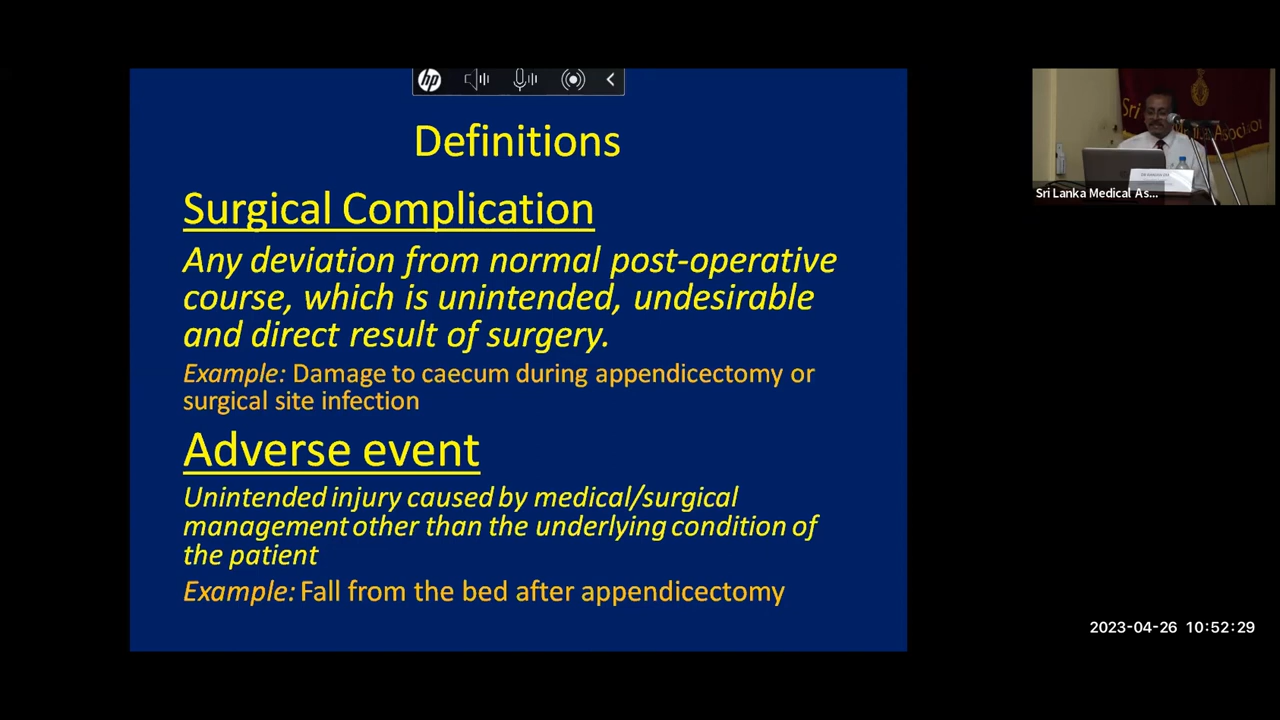 hp
Definitions
Surgical Complication
Any deviation from normal post-operative
course, which is unintended, undesirable
and direct result of surgery.
Example: Damage to caecum during appendicectomy or
surgical site infection
Adverse event
Unintended injury caused by medical/surgical
management other than the underlying condition of
the patient
Example: Fall from the bed after appendicectomy
Sri
Sri Lanka Medical As...
2023-04-26 10:52:29